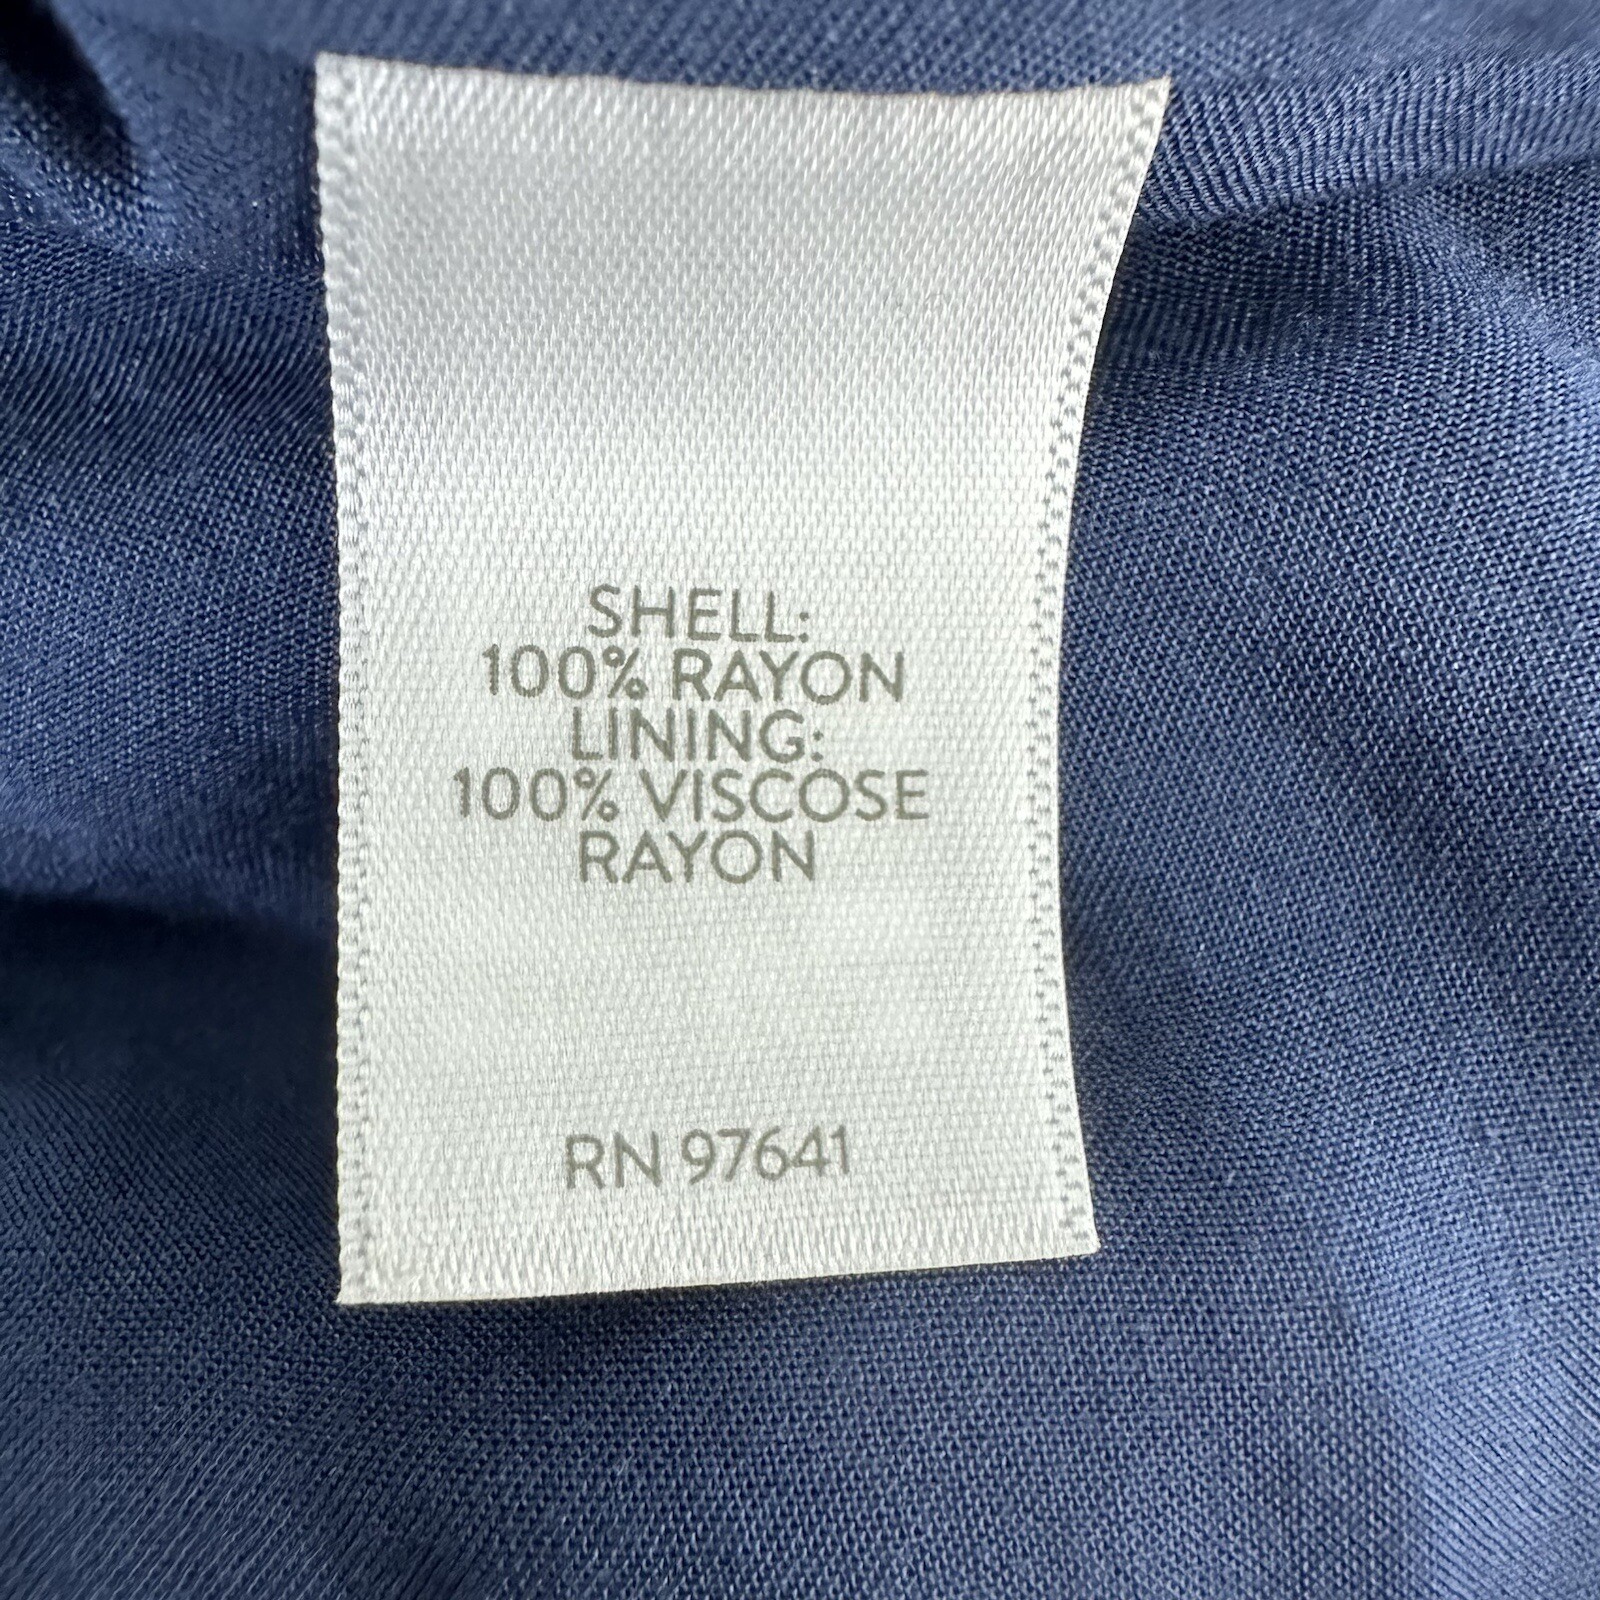 SHELL:
100% RAYON
LINING:
100% VISCOSE
RAYON
RN 97641